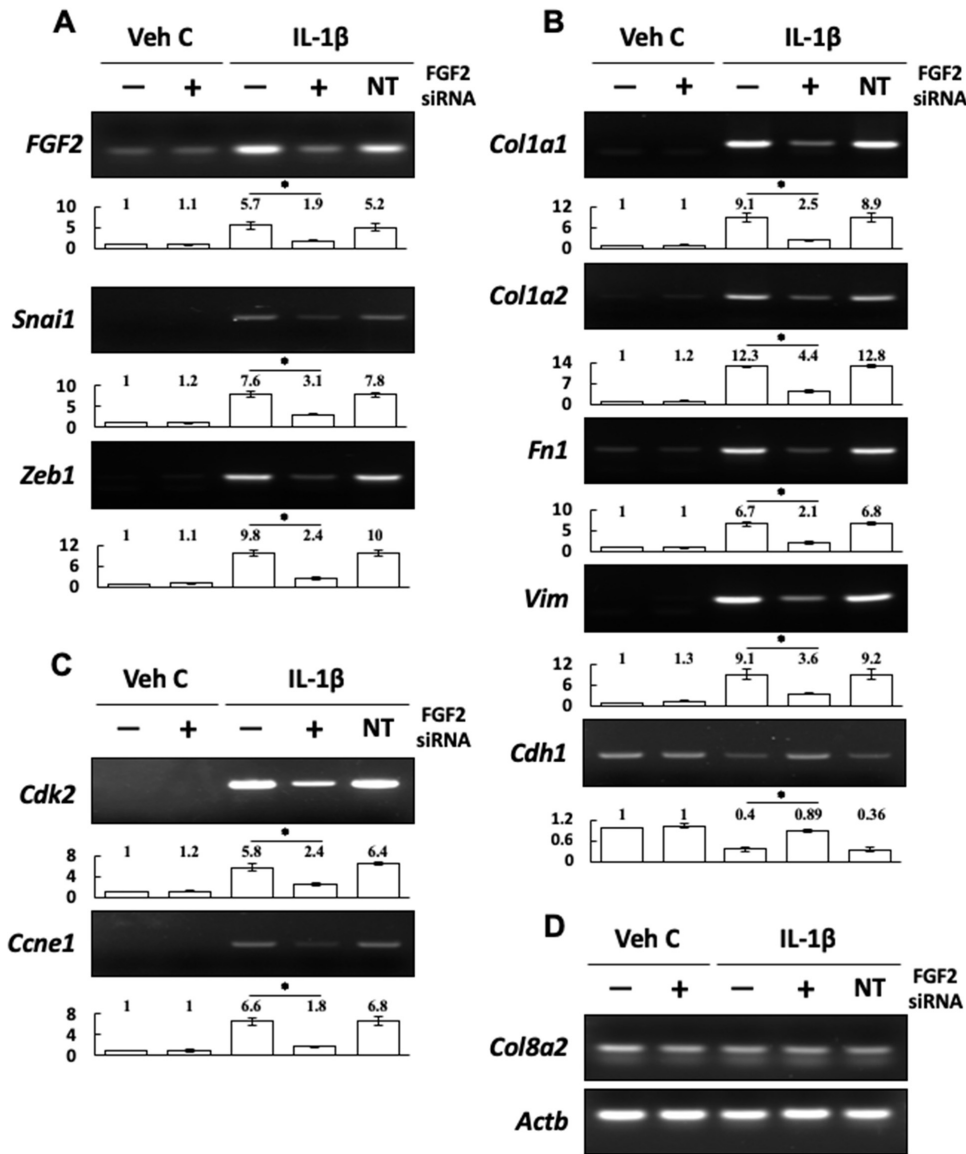 A
Veh C IL-1β
— + — + NT FGF2 siRNA
FGF2
10
5
0
1 1.1 5.7 * 1.9 5.2
Snai1
10
5
0
1 1.2 7.6 * 3.1 7.8
Zeb1
12
6
0
1 1.1 9.8 * 2.4 10
B
Veh C IL-1β
— + — + NT FGF2 siRNA
Col1a1
12
6
0
1 1 9.1 * 2.5 8.9
Col1a2
14
7
0
1 1.2 12.3 * 4.4 12.8
Fn1
10
5
0
1 1 6.7 * 2.1 6.8
Vim
12
6
0
1 1.3 9.1 * 3.6 9.2
Cdh1
1.2
0.6
0
1 1 0.4 * 0.89 0.36
C
Veh C IL-1β
— + — + NT FGF2 siRNA
Cdk2
8
4
0
1 1.2 5.8 * 2.4 6.4
Ccne1
8
4
0
1 1 6.6 * 1.8 6.8
D
Veh C IL-1β
— + — + NT FGF2 siRNA
Col8a2
Actb